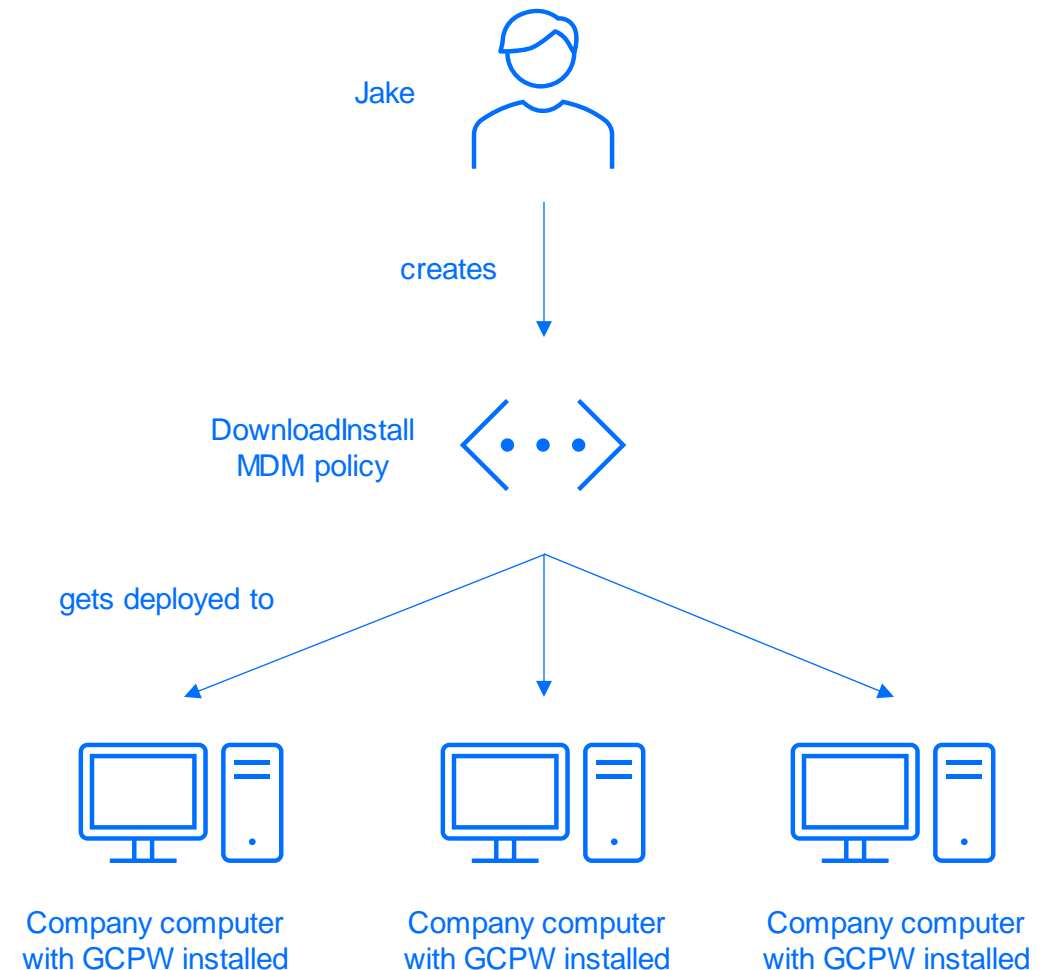 Jake
creates
DownloadInstall
MDM policy
gets deployed to
Company computer
with GCPW installed
Company computer
with GCPW installed
Company computer
with GCPW installed